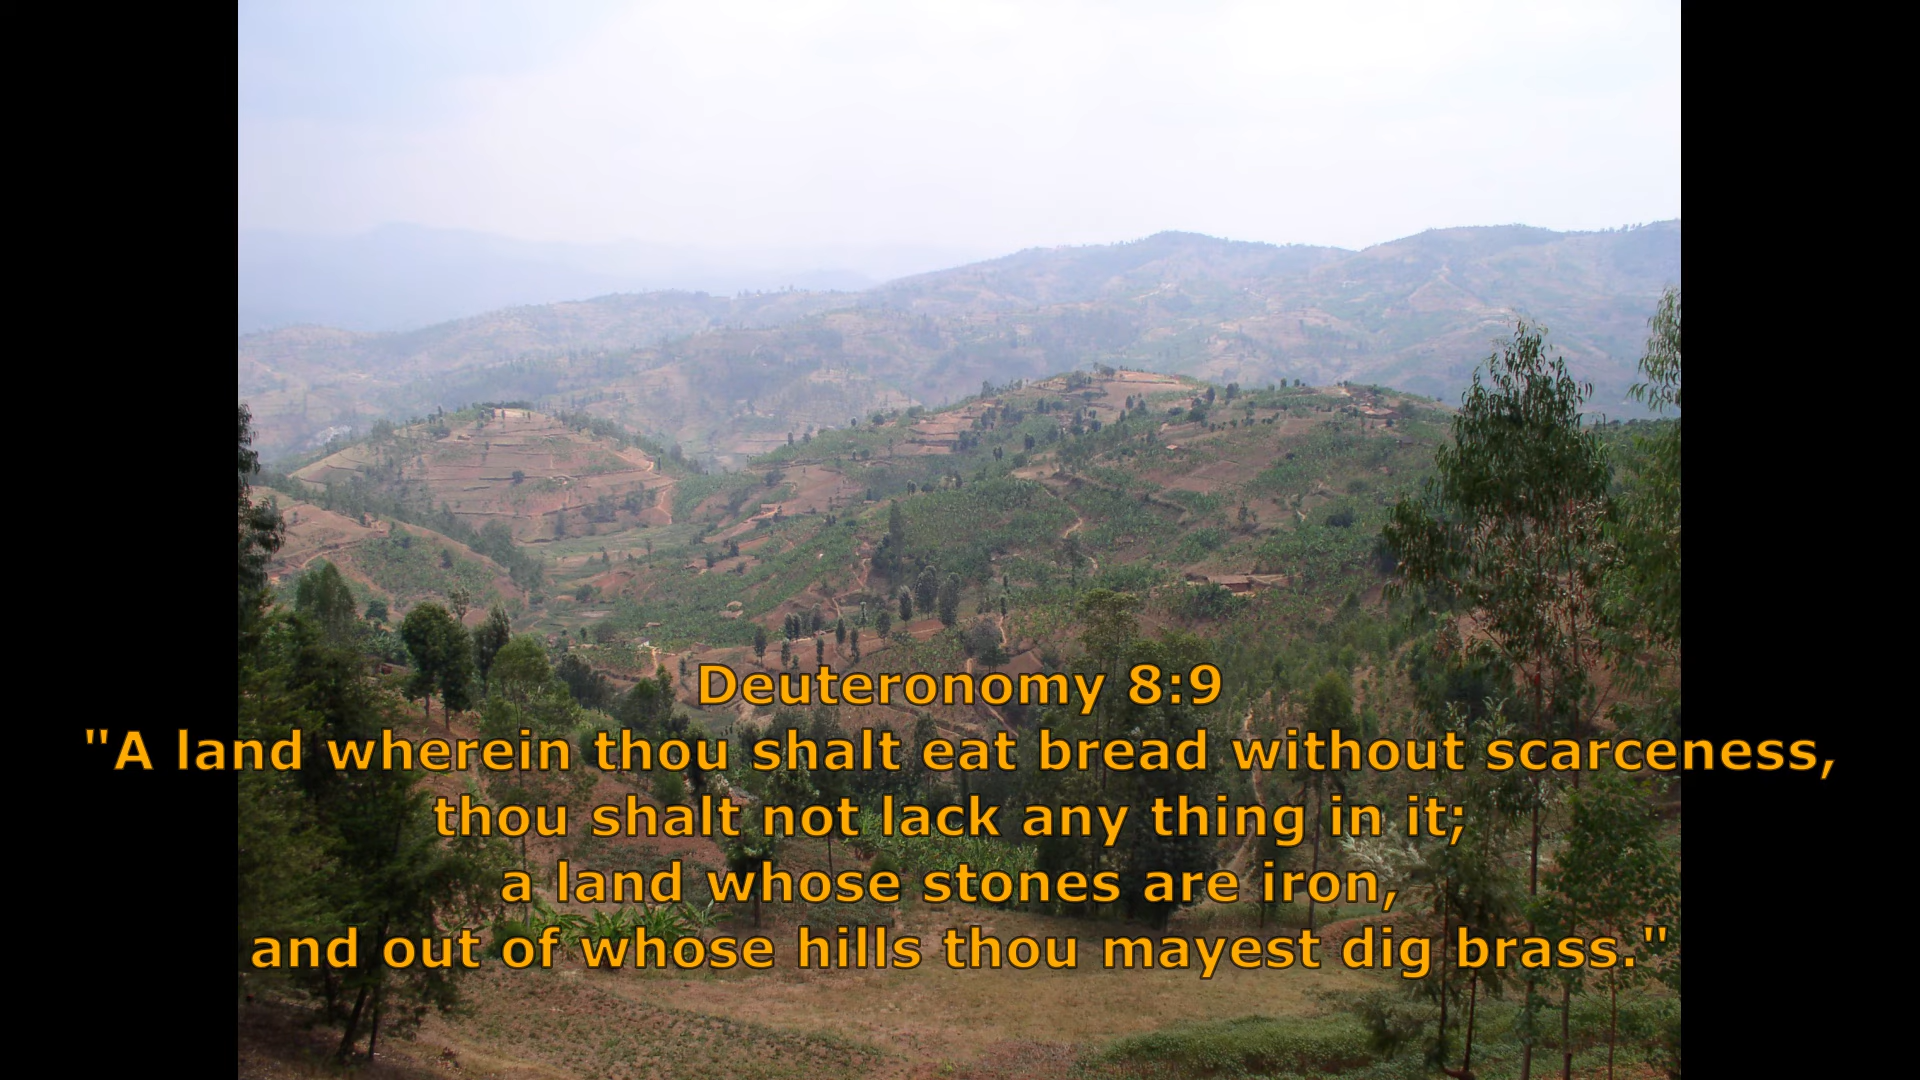 Deuteronomy 8:9
"A land wherein thou shalt eat bread without scarceness,
thou shalt not lack any thing in it;
a land whose stones are iron,
and out of whose hills thou mayest dig brass."